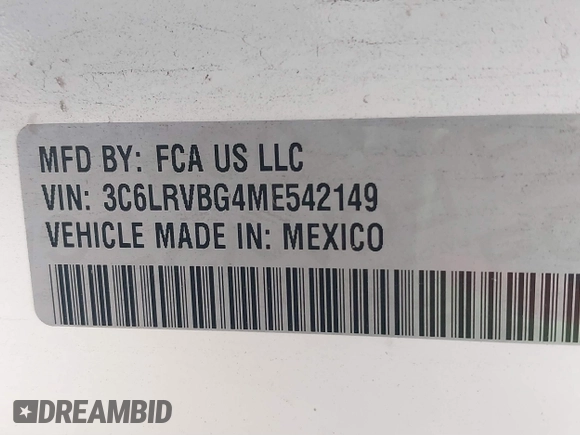 MFD BY: FCA US LLC
VIN: 3C6LRVBG4ME542149
VEHICLE MADE IN: MEXICO
DREAMBID